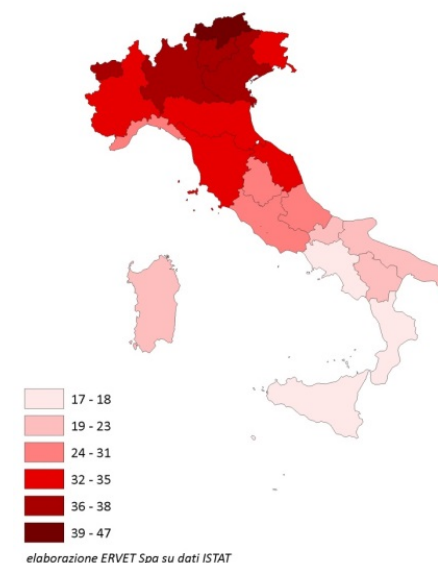 17 - 18
19 - 23
24 - 31
32 - 35
36 - 38
39 - 47
elaborazione ERVET Spa su dati ISTAT